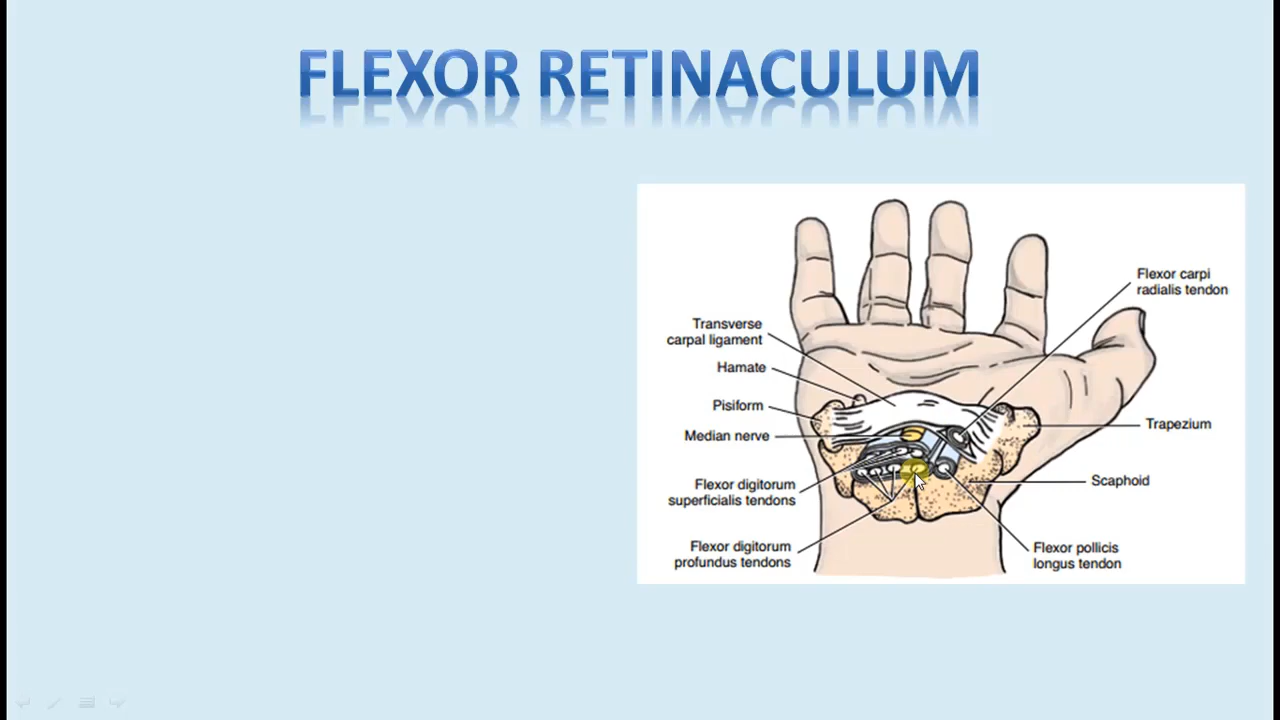 FLEXOR RETINACULUM
Flexor carpi
radialis tendon
Transverse
carpal ligament
Hamate
Pisiform
Median nerve
Trapezium
Scaphoid
Flexor digitorum
superficialis tendons
Flexor digitorum
profundus tendons
Flexor pollicis
longus tendon